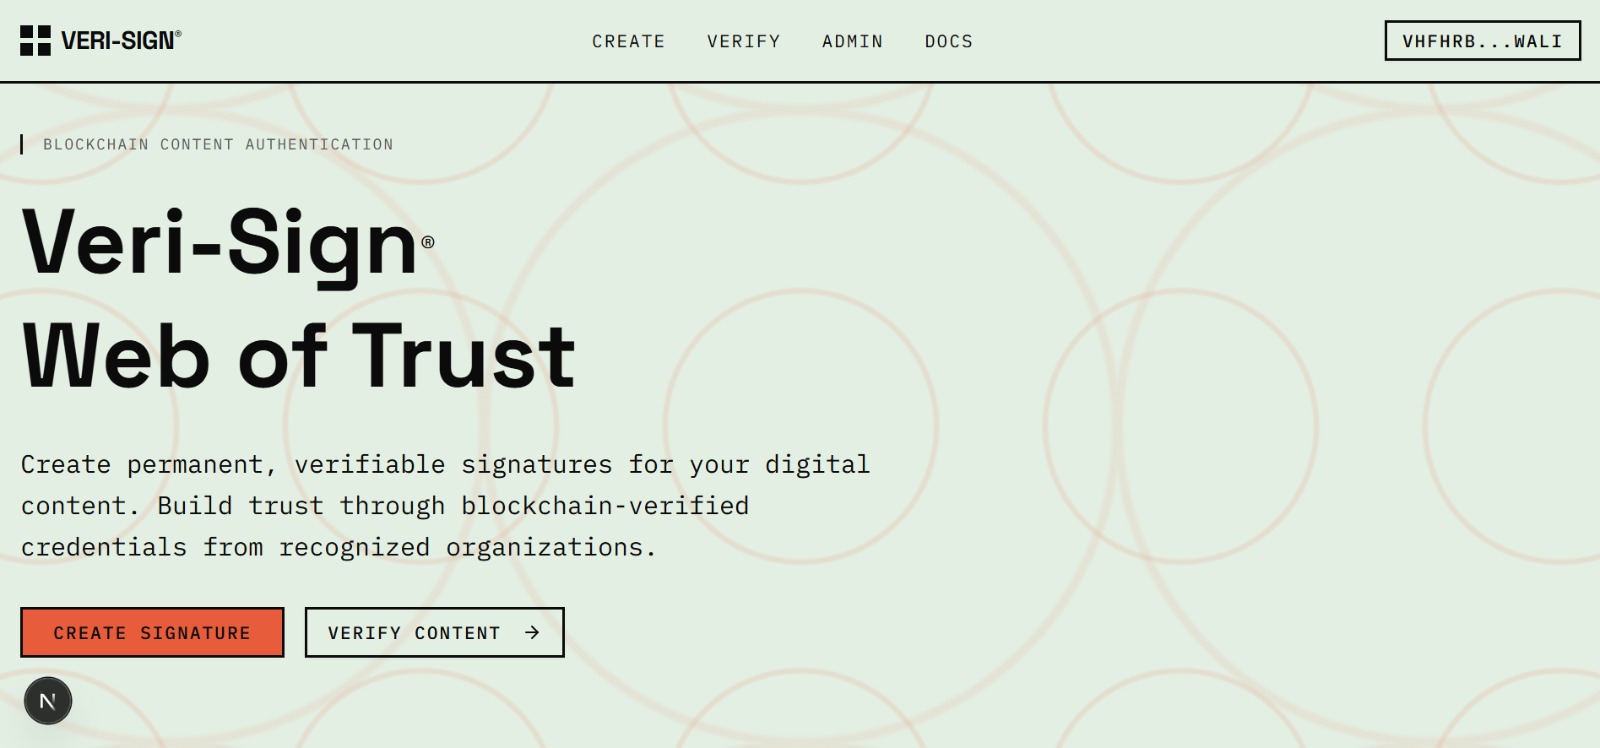 VERI-SIGN®
CREATE VERIFY ADMIN DOCS
VHFHRB...WALI
BLOCKCHAIN CONTENT AUTHENTICATION
Veri-Sign®
Web of Trust
Create permanent, verifiable signatures for your digital
content. Build trust through blockchain-verified
credentials from recognized organizations.
CREATE SIGNATURE
VERIFY CONTENT →
N